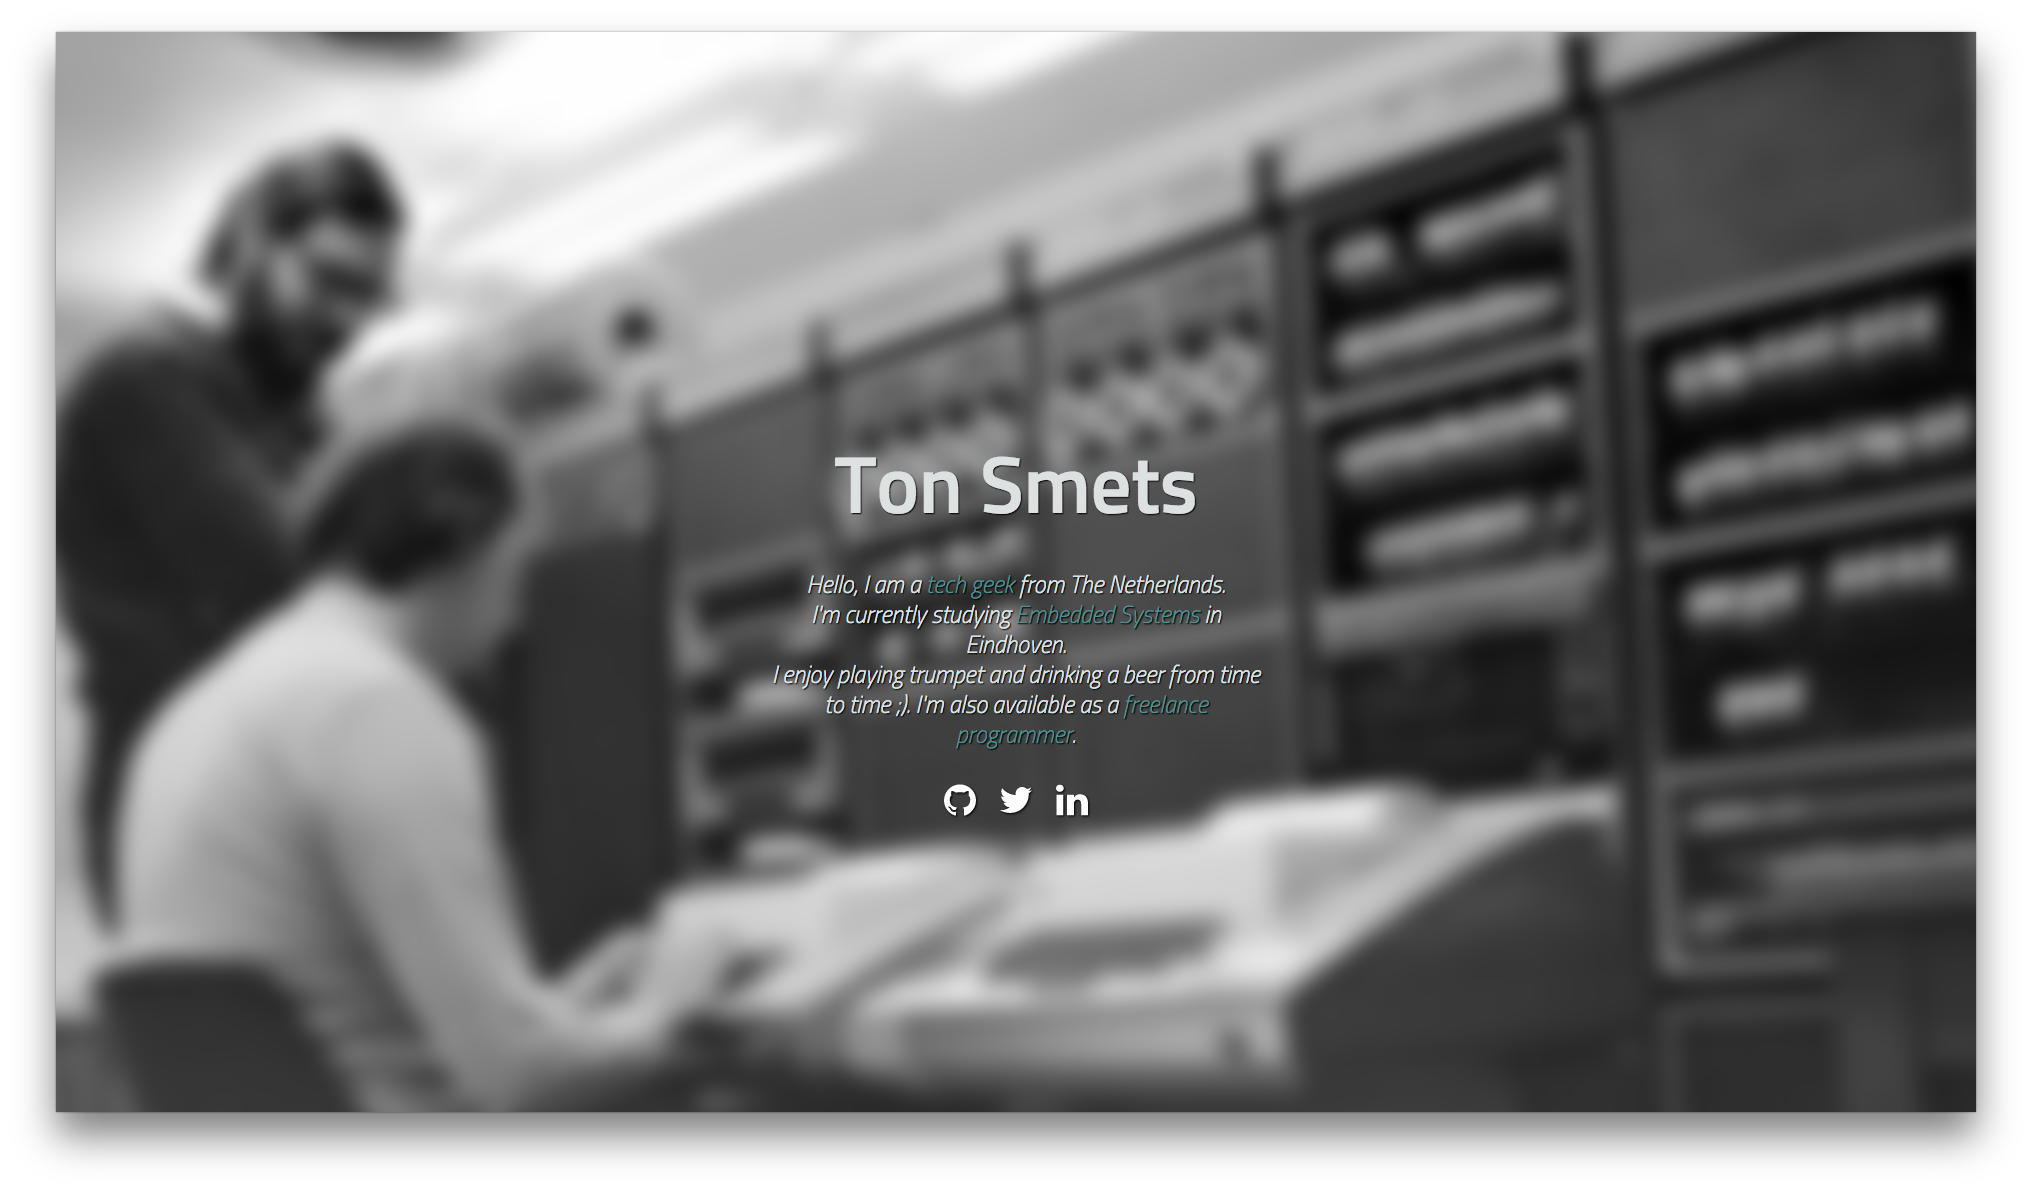 Ton Smets
Hello, I am a tech geek from The Netherlands.
I'm currently studying Embedded Systems in
Eindhoven.
I enjoy playing trumpet and drinking a beer from time
to time ;). I'm also available as a freelance
programmer.
in